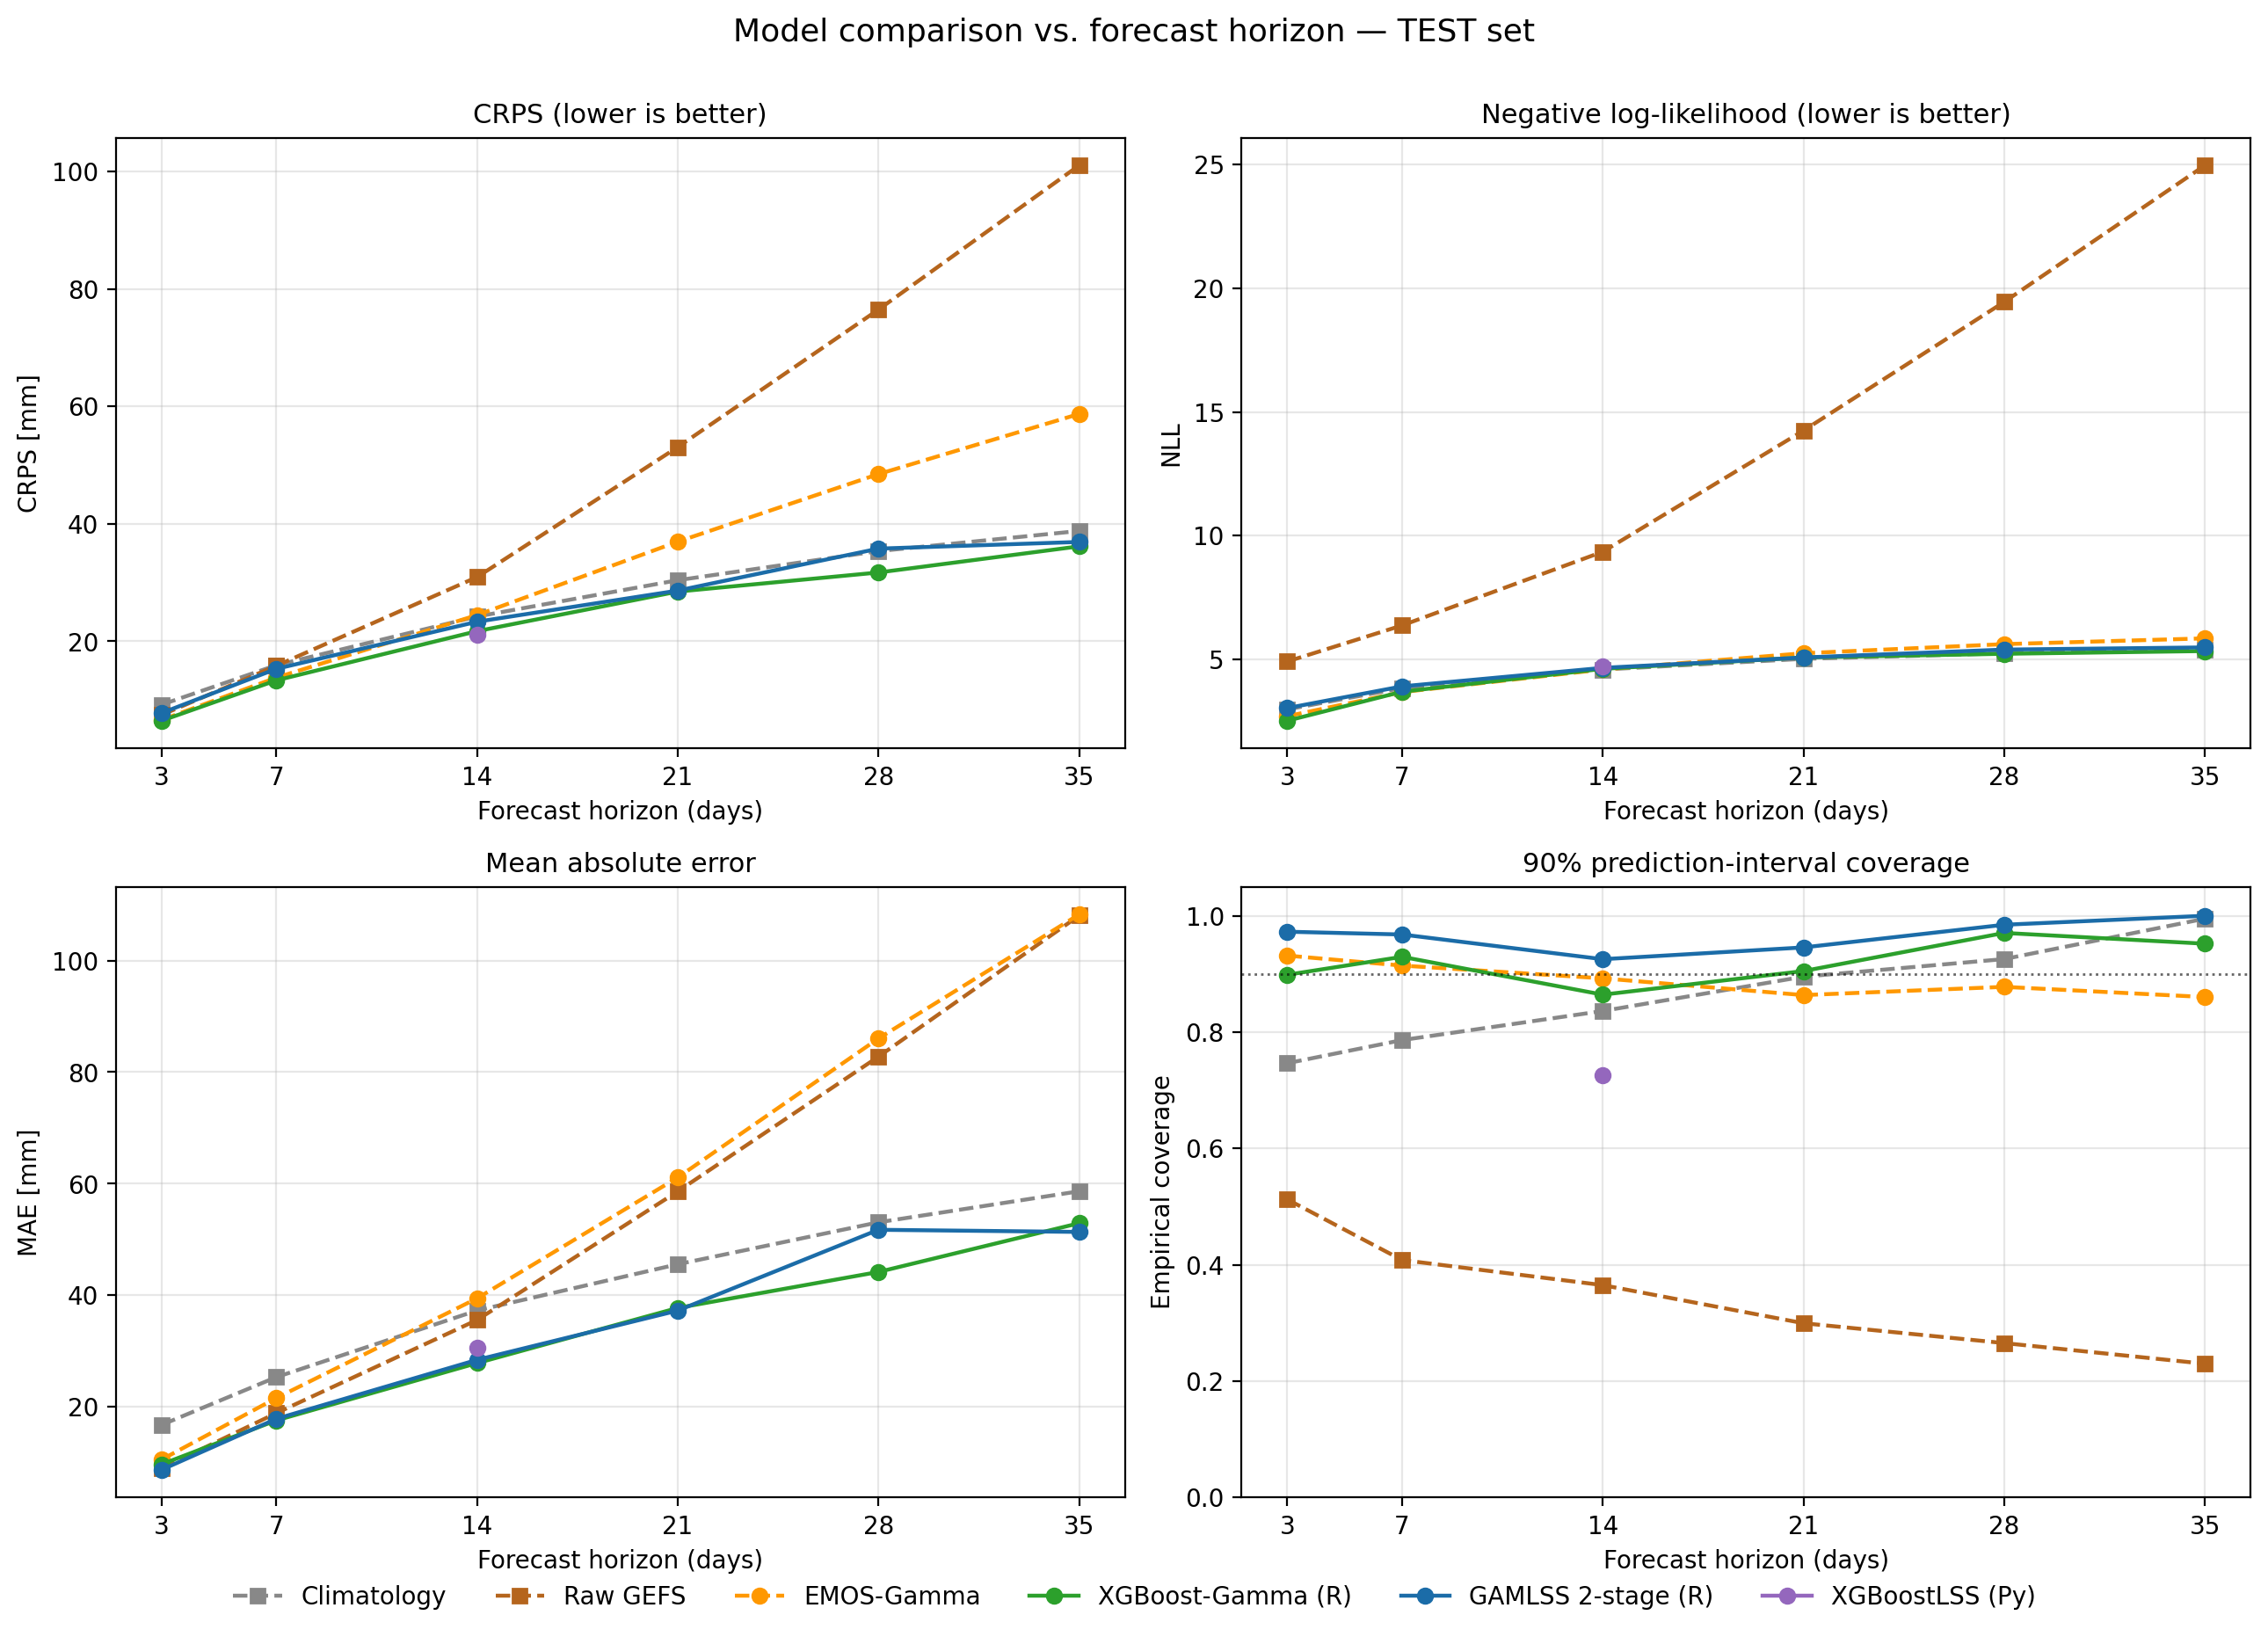 Model comparison vs. forecast horizon — TEST set
CRPS (lower is better)
CRPS [mm]
100
80
60
40
20
3 7 14 21 28 35
Forecast horizon (days)
Negative log-likelihood (lower is better)
NLL
25
20
15
10
5
3 7 14 21 28 35
Forecast horizon (days)
Mean absolute error
MAE [mm]
100
80
60
40
20
3 7 14 21 28 35
Forecast horizon (days)
90% prediction-interval coverage
Empirical coverage
1.0
0.8
0.6
0.4
0.2
0.0
3 7 14 21 28 35
Forecast horizon (days)
Climatology Raw GEFS EMOS-Gamma XGBoost-Gamma (R) GAMLSS 2-stage (R) XGBoostLSS (Py)